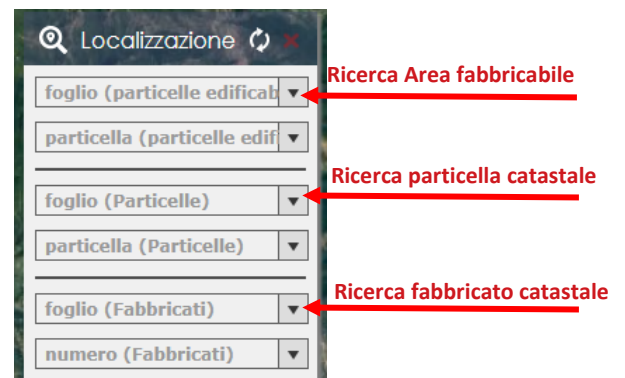 Localizzazione
Ricerca Area fabbricabile
foglio (particelle edificab
particella (particelle edif
Ricerca particella catastale
foglio (Particelle)
particella (Particelle)
Ricerca fabbricato catastale
foglio (Fabbricati)
numero (Fabbricati)